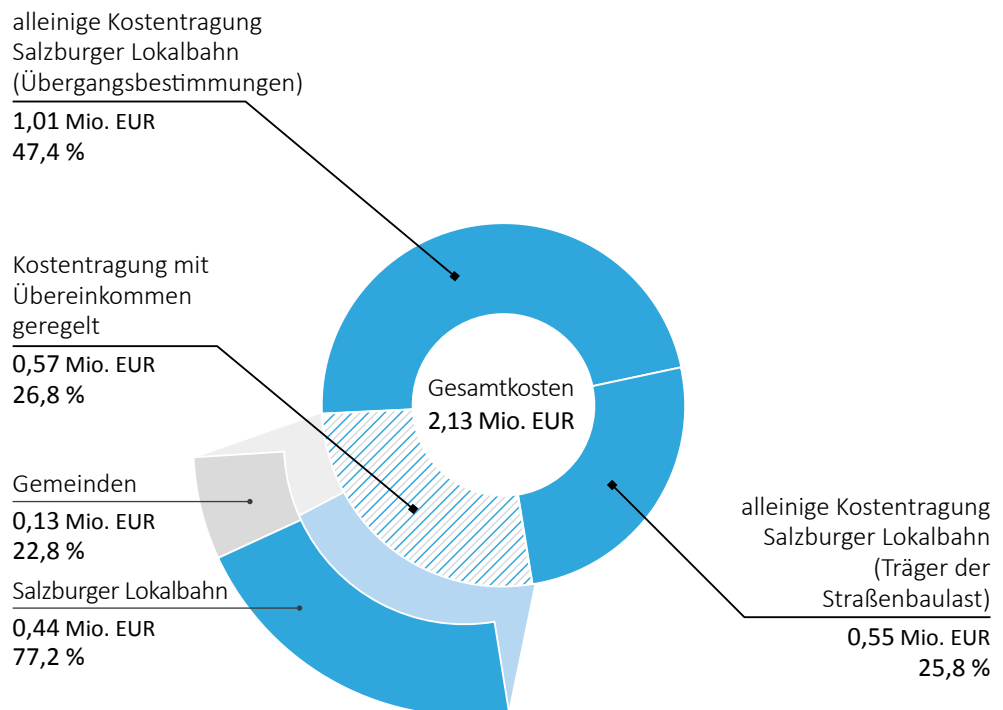 alleinige Kostentragung
Salzburger Lokalbahn
(Übergangsbestimmungen)
1,01 Mio. EUR
47,4 %
Kostentragung mit
Übereinkommen
geregelt
0,57 Mio. EUR
26,8 %
Gesamtkosten
2,13 Mio. EUR
Gemeinden
0,13 Mio. EUR
22,8 %
Salzburger Lokalbahn
0,44 Mio. EUR
77,2 %
alleinige Kostentragung
Salzburger Lokalbahn
(Träger der
Straßenbaulast)
0,55 Mio. EUR
25,8 %